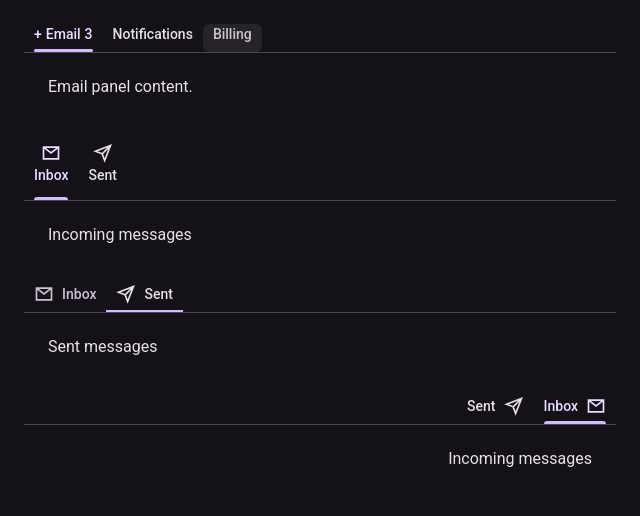 + Email 3 Notifications Billing
Email panel content.
Inbox Sent
Incoming messages
Inbox Sent
Sent messages
Sent Inbox
Incoming messages